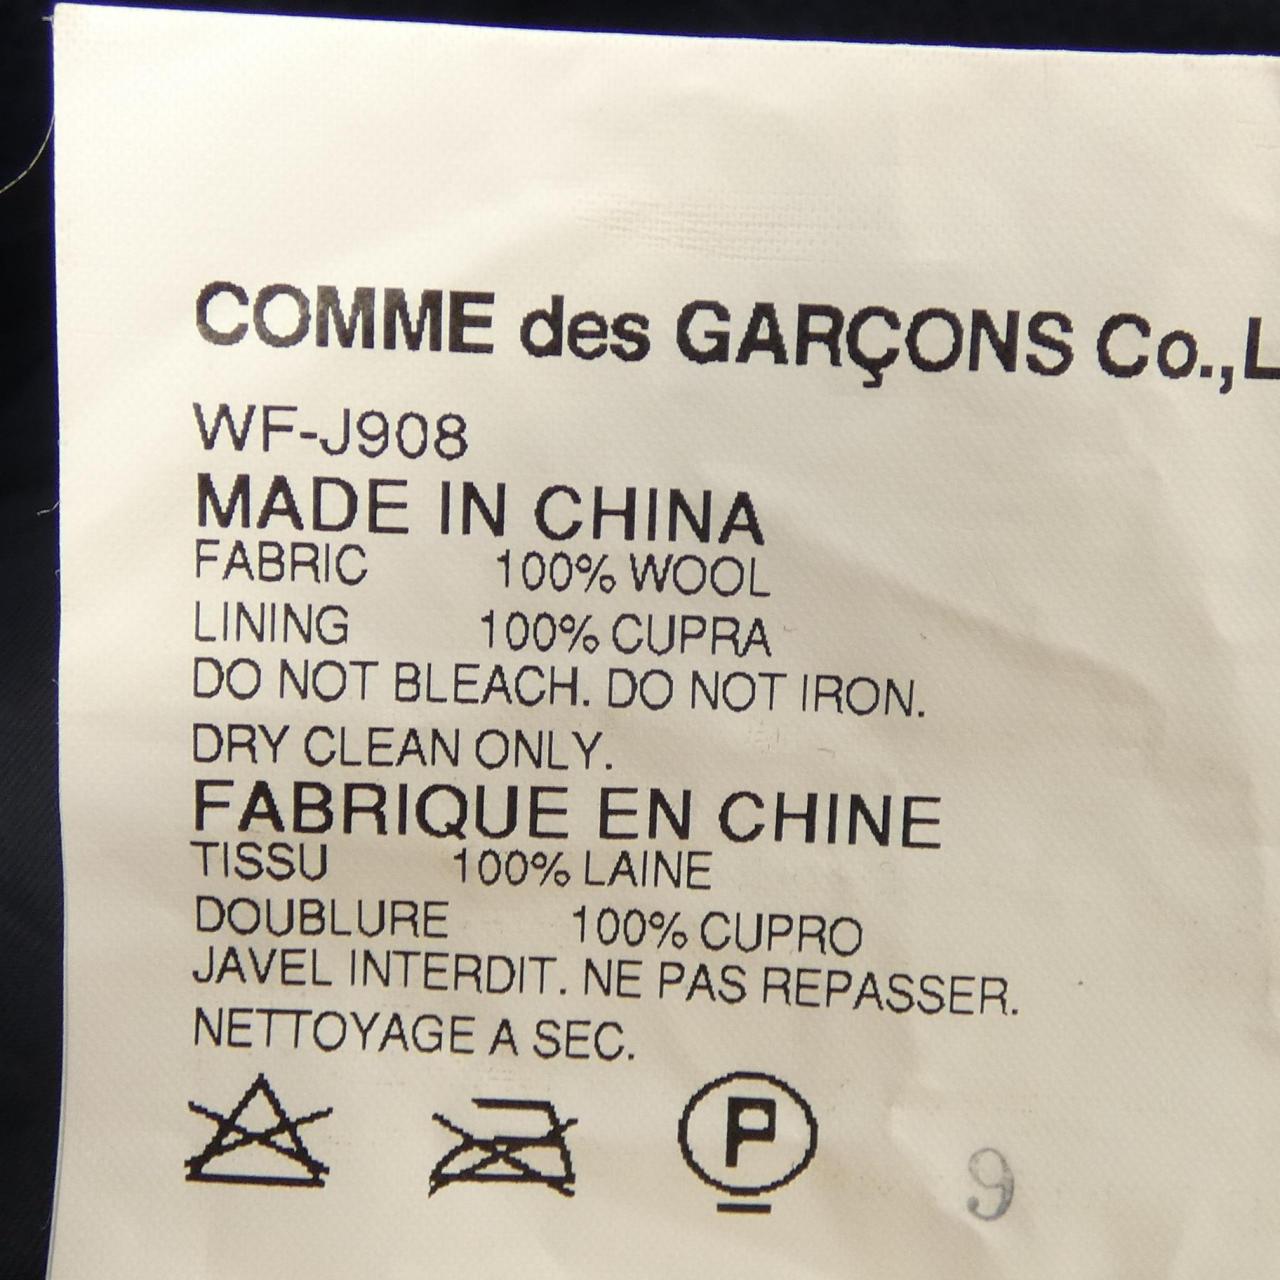 COMME des GARÇONS Co.,L
WF-J908
MADE IN CHINA
FABRIC 100% WOOL
LINING 100% CUPRA
DO NOT BLEACH. DO NOT IRON.
DRY CLEAN ONLY.
FABRIQUE EN CHINE
TISSU 100% LAINE
DOUBLURE 100% CUPRO
JAVEL INTERDIT. NE PAS REPASSER.
NETTOYAGE A SEC.
P
9